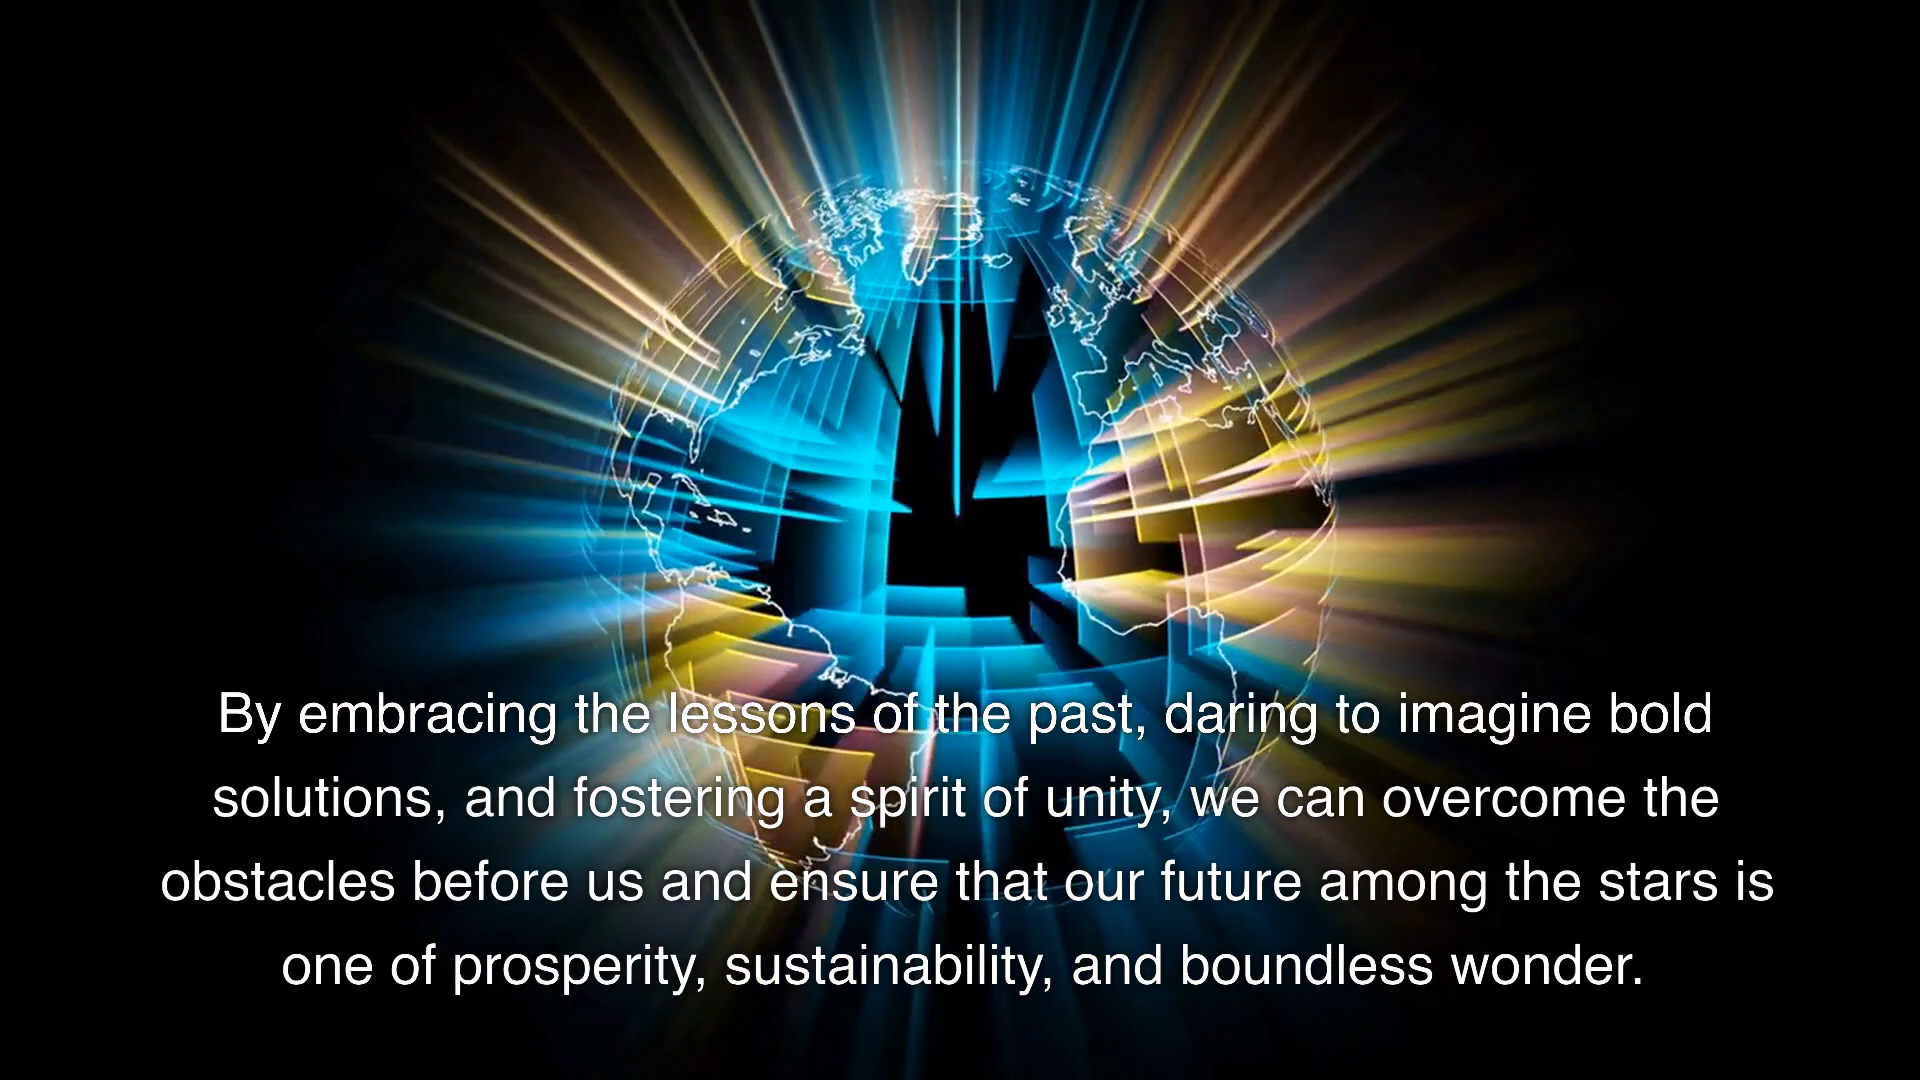 By embracing the lessons of the past, daring to imagine bold
solutions, and fostering a spirit of unity, we can overcome the
obstacles before us and ensure that our future among the stars is
one of prosperity, sustainability, and boundless wonder.